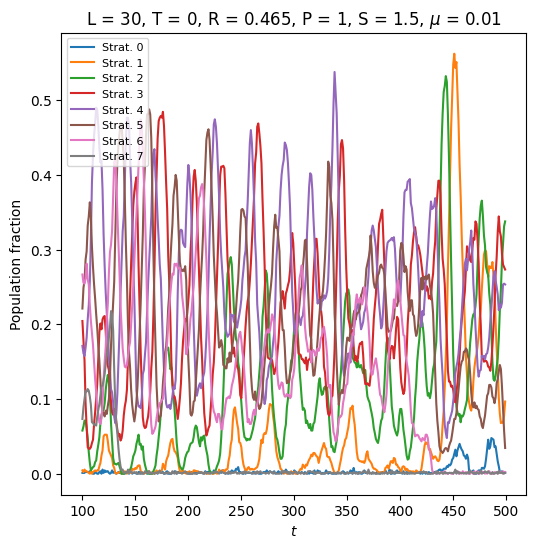 L = 30, T = 0, R = 0.465, P = 1, S = 1.5, μ = 0.01
Strat. 0
Strat. 1
Strat. 2
Strat. 3
Strat. 4
Strat. 5
Strat. 6
Strat. 7
Population fraction
0.5
0.4
0.3
0.2
0.1
0.0
100 150 200 250 300 350 400 450 500
t